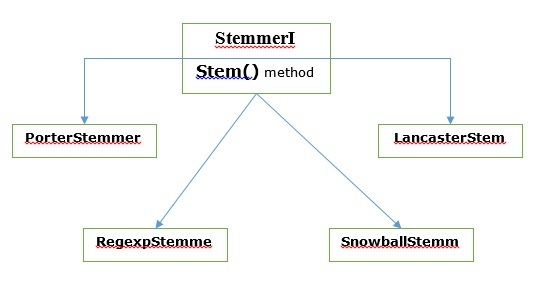 StemmerI
Stem() method
PorterStemmer
LancasterStem
RegexpStemme
SnowballStemm